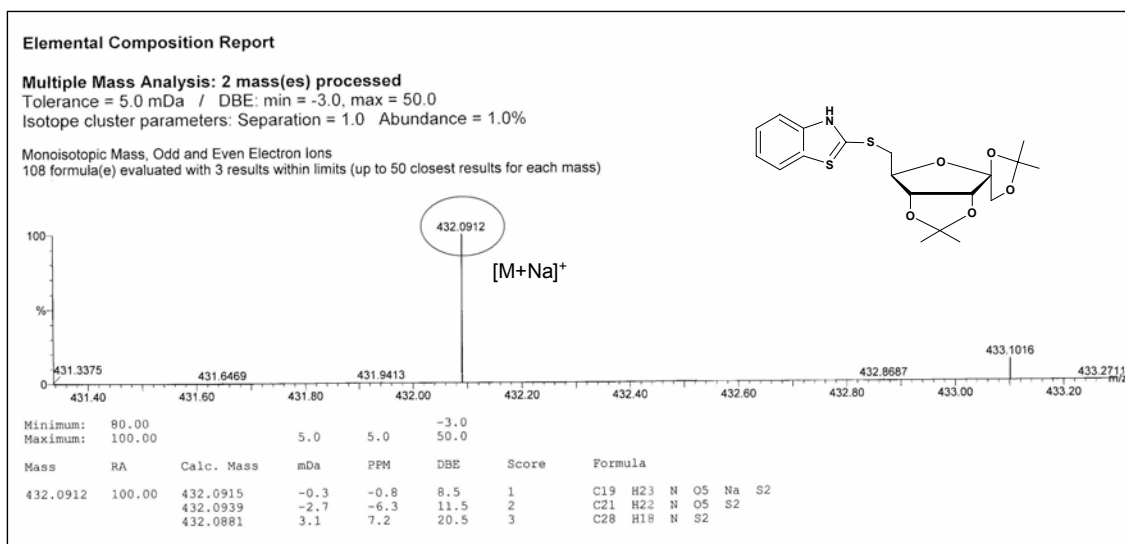 Elemental Composition Report
Multiple Mass Analysis: 2 mass(es) processed
Tolerance = 5.0 mDa / DBE: min = -3.0, max = 50.0
Isotope cluster parameters: Separation = 1.0 Abundance = 1.0%
Monoisotopic Mass, Odd and Even Electron Ions
108 formula(e) evaluated with 3 results within limits (up to 50 closest results for each mass)
H
N
S
S
O
O
O
O
O
100
%
0
432.0912
[M+Na]+
431.3375
431.6469
431.9413
432.8687
433.1016
433.2711
m/z
431.40 431.60 431.80 432.00 432.20 432.40 432.60 432.80 433.00 433.20
Minimum: 80.00 -3.0
Maximum: 100.00 5.0 5.0 50.0
Mass RA Calc. Mass mDa PPM DBE Score Formula
432.0912 100.00 432.0915 -0.3 -0.8 8.5 1 C19 H23 N O5 Na S2
432.0939 -2.7 -6.3 11.5 2 C21 H22 N O5 S2
432.0881 3.1 7.2 20.5 3 C28 H18 N S2